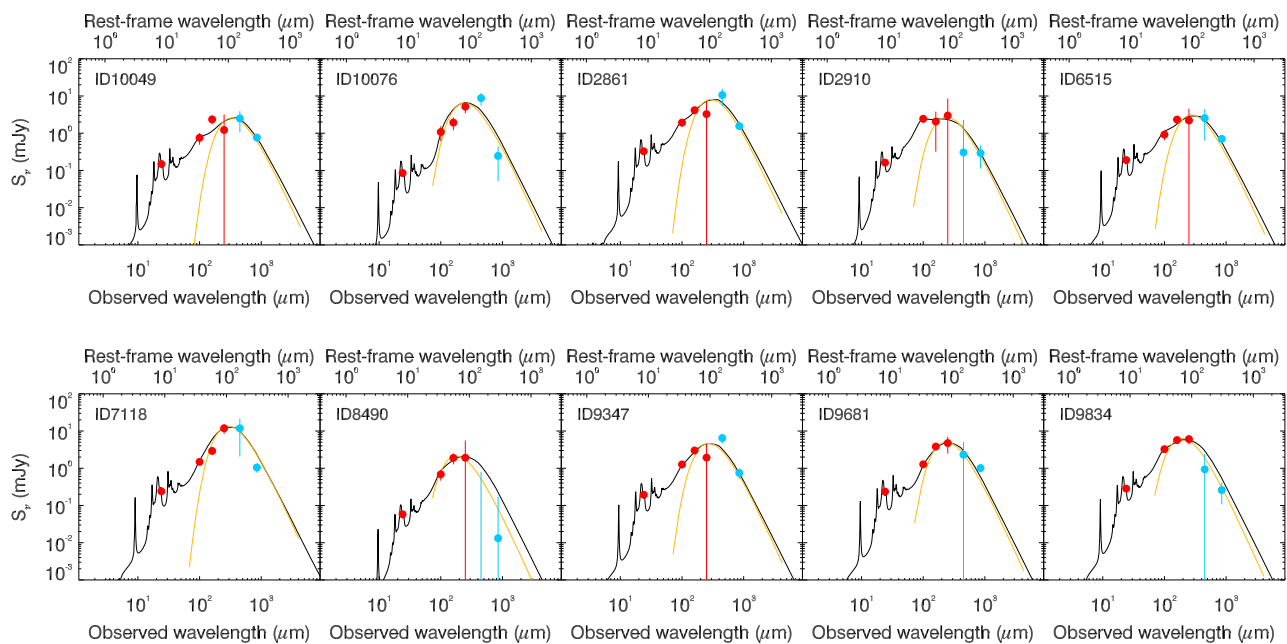 Rest-frame wavelength (μm) Rest-frame wavelength (μm) Rest-frame wavelength (μm) Rest-frame wavelength (μm) Rest-frame wavelength (μm)
10⁰ 10¹ 10² 10³ 10⁰ 10¹ 10² 10³ 10⁰ 10¹ 10² 10³ 10⁰ 10¹ 10² 10³ 10⁰ 10¹ 10² 10³
ID10049 ID10076 ID2861 ID2910 ID6515
10²
10¹
10⁰
10⁻¹
10⁻²
10⁻³
S_ν (mJy)
10¹ 10² 10³ 10¹ 10² 10³ 10¹ 10² 10³ 10¹ 10² 10³ 10¹ 10² 10³
Observed wavelength (μm) Observed wavelength (μm) Observed wavelength (μm) Observed wavelength (μm) Observed wavelength (μm)
Rest-frame wavelength (μm) Rest-frame wavelength (μm) Rest-frame wavelength (μm) Rest-frame wavelength (μm) Rest-frame wavelength (μm)
10⁰ 10¹ 10² 10³ 10⁰ 10¹ 10² 10³ 10⁰ 10¹ 10² 10³ 10⁰ 10¹ 10² 10³ 10⁰ 10¹ 10² 10³
ID7118 ID8490 ID9347 ID9681 ID9834
10²
10¹
10⁰
10⁻¹
10⁻²
10⁻³
S_ν (mJy)
10¹ 10² 10³ 10¹ 10² 10³ 10¹ 10² 10³ 10¹ 10² 10³ 10¹ 10² 10³
Observed wavelength (μm) Observed wavelength (μm) Observed wavelength (μm) Observed wavelength (μm) Observed wavelength (μm)